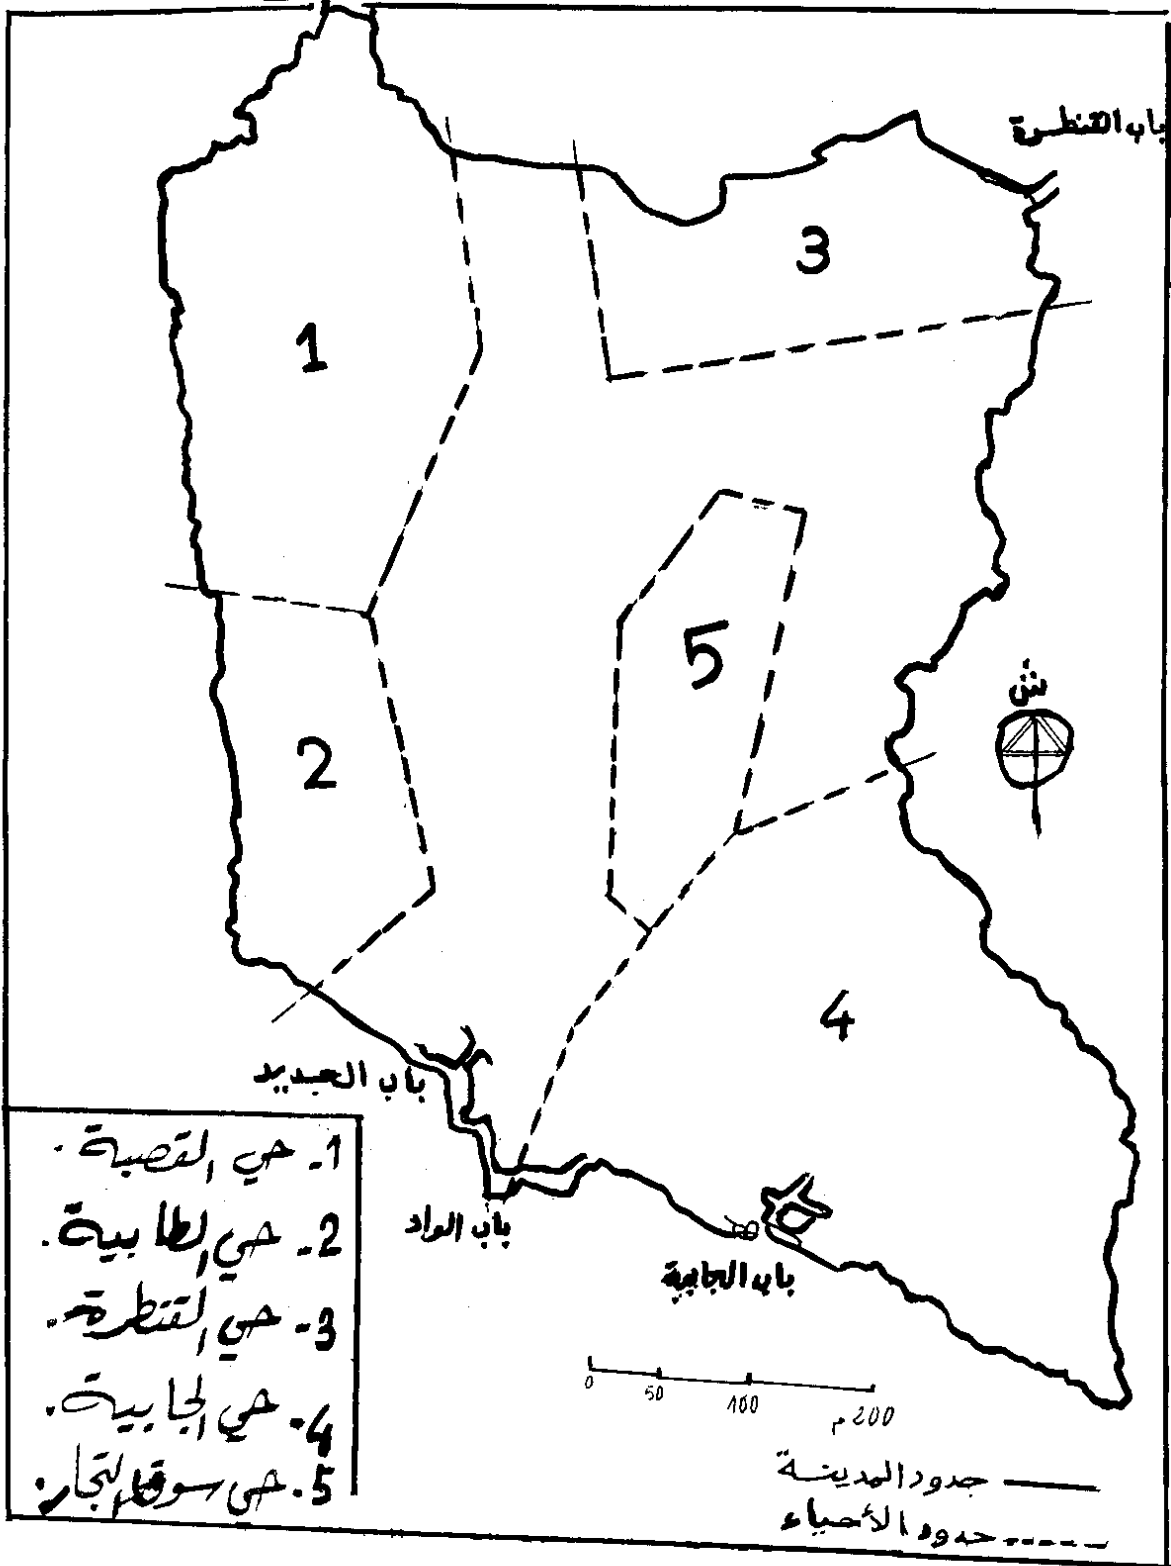 باب القنطرة
1
3
5
2
ش
4
باب الجديد
باب الواد
باب الجابية
1- حي القصبة.
2- حي الطابية.
3- حي القنطرة.
4- حي الجابية.
5- حي سوق التجار.
0 50 100 200 م
حدود المدينة
حدود الأحياء